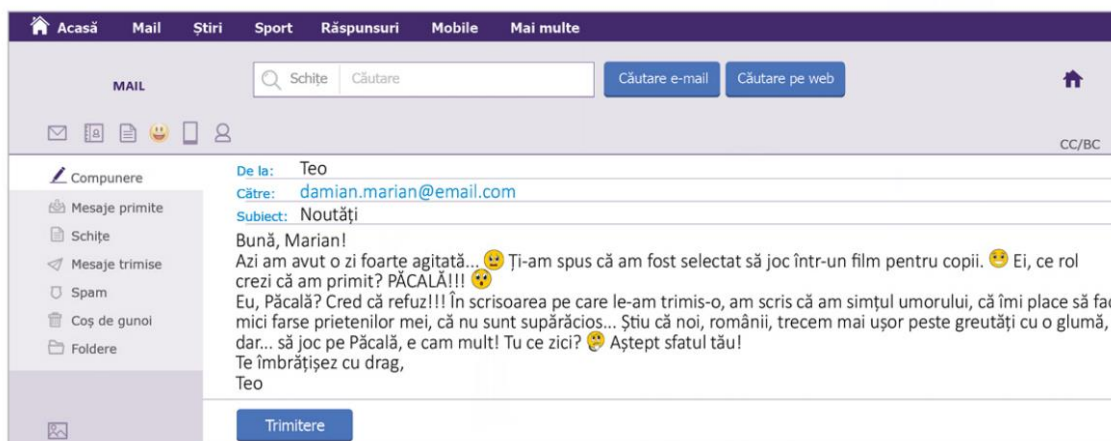 Acasă Mail Știri Sport Răspunsuri Mobile Mai multe
MAIL Schițe Căutare Căutare e-mail Căutare pe web
CC/BC
Compunere
Mesaje primite
Schițe
Mesaje trimise
Spam
Coș de gunoi
Foldere
De la: Teo
Către: damian.marian@email.com
Subiect: Noutăți
Bună, Marian!
Azi am avut o zi foarte agitată... Ți-am spus că am fost selectat să joc într-un film pentru copii. Ei, ce rol
crezi că am primit? PĂCALĂ!!!
Eu, Păcală? Cred că refuz!!! În scrisoarea pe care le-am trimis-o, am scris că am simțul umorului, că îmi place să fac
mici farse prietenilor mei, că nu sunt supărăcios... Știu că noi, românii, trecem mai ușor peste greutăți cu o glumă,
dar... să joc pe Păcală, e cam mult! Tu ce zici? Aștept sfatul tău!
Te îmbrățișez cu drag,
Teo
Trimitere